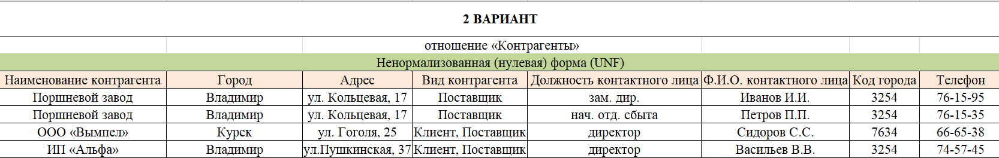 2 ВАРИАНТ
отношение «Контрагенты»
Ненормализованная (нулевая) форма (UNF)
Наименование контрагента Город Адрес Вид контрагента Должность контактного лица Ф.И.О. контактного лица Код города Телефон
Поршневой завод Владимир ул. Кольцевая, 17 Поставщик зам. дир. Иванов И.И. 3254 76-15-95
Поршневой завод Владимир ул. Кольцевая, 17 Поставщик нач. отд. сбыта Петров П.П. 3254 76-15-35
ООО «Вымпел» Курск ул. Гоголя, 25 Клиент, Поставщик директор Сидоров С.С. 7634 66-65-38
ИП «Альфа» Владимир ул.Пушкинская, 37 Клиент, Поставщик директор Васильев В.В. 3254 74-57-45